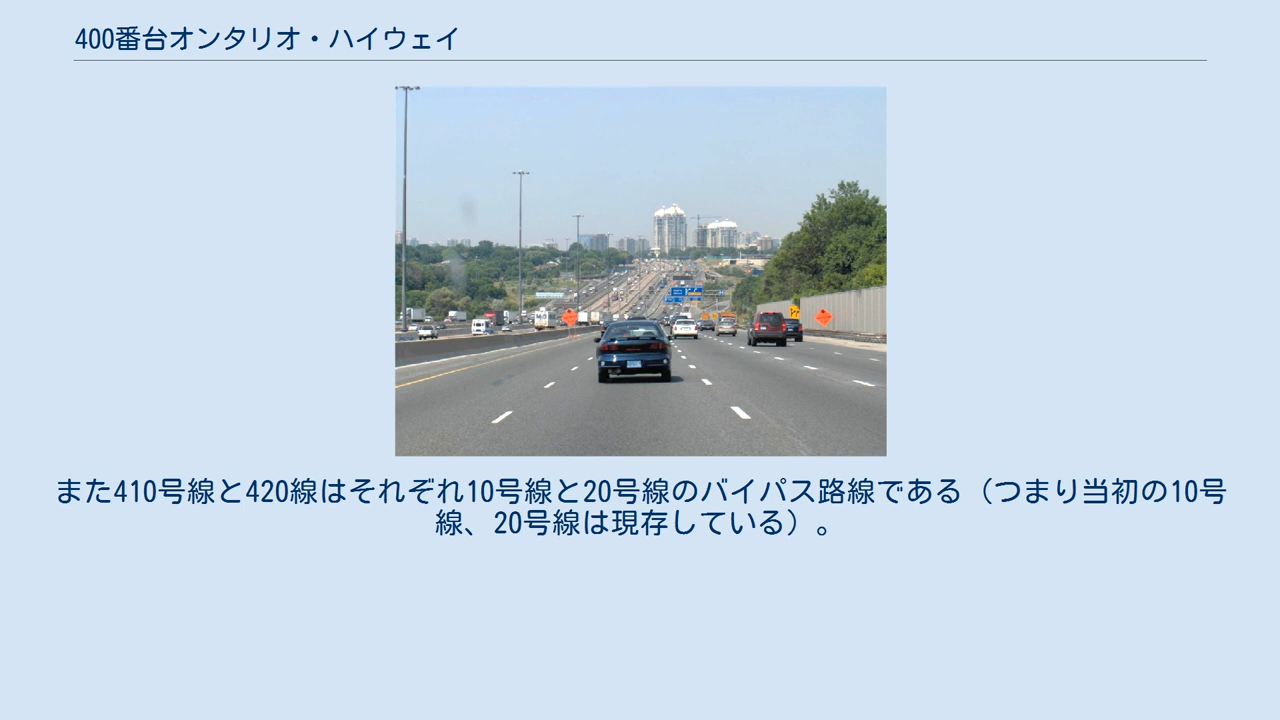 400番台オンタリオ・ハイウェイ
また410号線と420線はそれぞれ10号線と20号線のバイパス路線である（つまり当初の10号
線、20号線は現存している）。